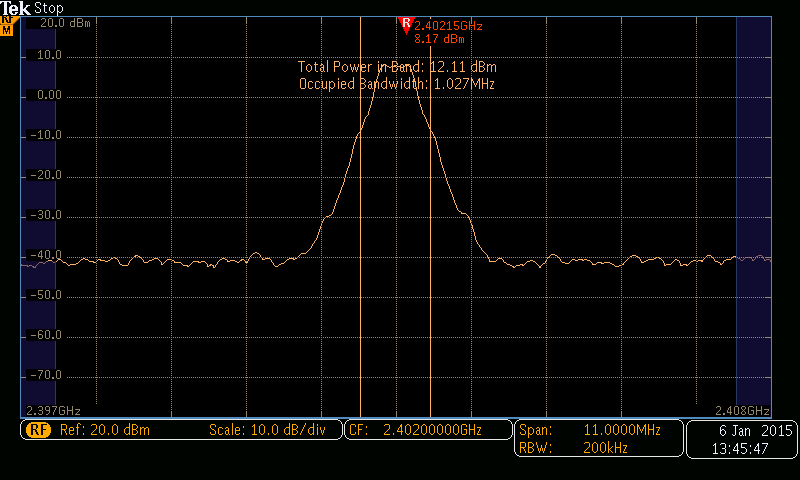 Tek Stop
RF
M
20.0 dBm
R
2.40215GHz
8.17 dBm
10.0
Total Power in Band: 12.11 dBm
Occupied Bandwidth: 1.027MHz
0.00
-10.0
-20.0
-30.0
-40.0
-50.0
-60.0
-70.0
2.397GHz
2.408GHz
RF Ref: 20.0 dBm Scale: 10.0 dB/div CF: 2.40200000GHz Span: 11.0000MHz
RBW: 200kHz
6 Jan 2015
13:45:47